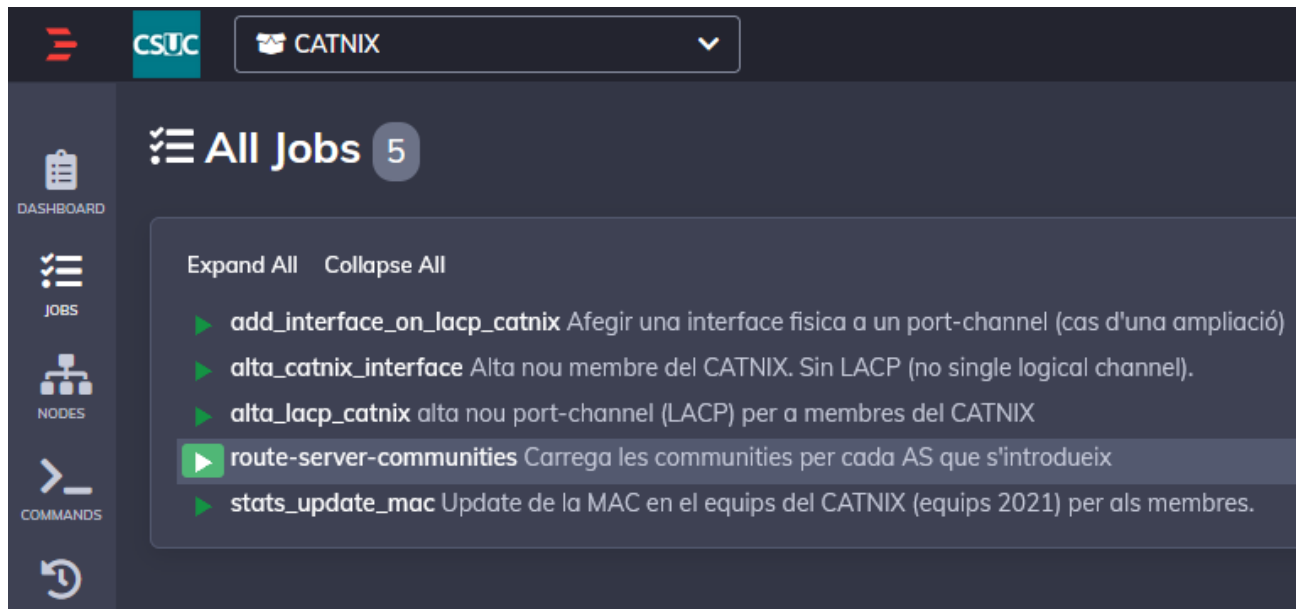 CSUC
CATNIX
All Jobs 5
DASHBOARD
JOBS
NODES
COMMANDS
Expand All Collapse All
add_interface_on_lacp_catnix Afegir una interface fisica a un port-channel (cas d'una ampliació)
alta_catnix_interface Alta nou membre del CATNIX. Sin LACP (no single logical channel).
alta_lacp_catnix alta nou port-channel (LACP) per a membres del CATNIX
route-server-communities Carrega les communities per cada AS que s'introdueix
stats_update_mac Update de la MAC en el equips del CATNIX (equips 2021) per als membres.